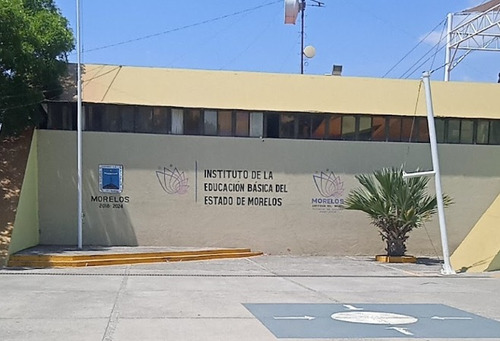 MORELOS
2018 - 2024
INSTITUTO DE LA
EDUCACIÓN BÁSICA DEL
ESTADO DE MORELOS
MORELOS